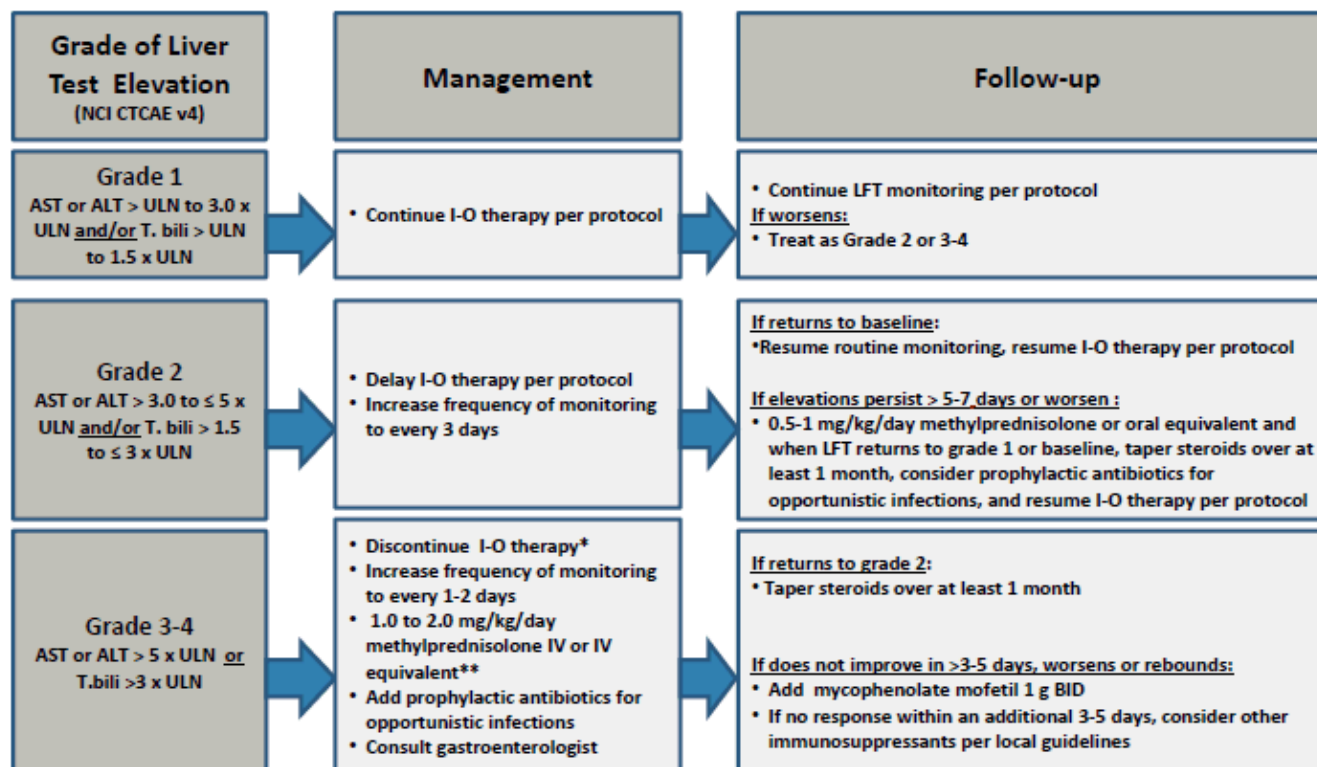 Grade of Liver
Test Elevation
(NCI CTCAE v4)
Management
Follow-up
Grade 1
AST or ALT > ULN to 3.0 x
ULN and/or T. bili > ULN
to 1.5 x ULN
• Continue I-O therapy per protocol
• Continue LFT monitoring per protocol
If worsens:
• Treat as Grade 2 or 3-4
Grade 2
AST or ALT > 3.0 to ≤ 5 x
ULN and/or T. bili > 1.5
to ≤ 3 x ULN
• Delay I-O therapy per protocol
• Increase frequency of monitoring
to every 3 days
If returns to baseline:
•Resume routine monitoring, resume I-O therapy per protocol
If elevations persist > 5-7 days or worsen :
• 0.5-1 mg/kg/day methylprednisolone or oral equivalent and
when LFT returns to grade 1 or baseline, taper steroids over at
least 1 month, consider prophylactic antibiotics for
opportunistic infections, and resume I-O therapy per protocol
Grade 3-4
AST or ALT > 5 x ULN or
T.bili >3 x ULN
• Discontinue I-O therapy*
• Increase frequency of monitoring
to every 1-2 days
• 1.0 to 2.0 mg/kg/day
methylprednisolone IV or IV
equivalent**
• Add prophylactic antibiotics for
opportunistic infections
• Consult gastroenterologist
If returns to grade 2:
• Taper steroids over at least 1 month
If does not improve in >3-5 days, worsens or rebounds:
• Add mycophenolate mofetil 1 g BID
• If no response within an additional 3-5 days, consider other
immunosuppressants per local guidelines